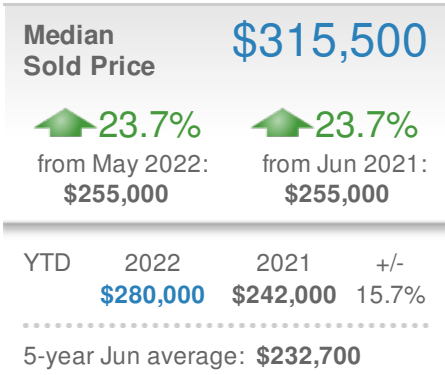 Median $315,500
Sold Price
23.7% 23.7%
from May 2022: from Jun 2021:
$255,000 $255,000
YTD 2022 2021 +/-
$280,000 $242,000 15.7%
5-year Jun average: $232,700